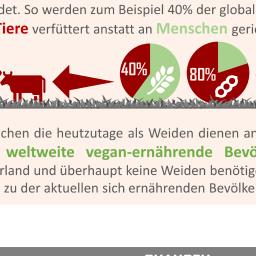 det. So werden zum Beispiel 40% der global
Tiere verfüttert anstatt an Menschen geri
40%
80%
chen die heutzutage als Weiden dienen an
weltweite vegan-ernährende Bevö
rland und überhaupt keine Weiden benötig
zu der aktuellen sich ernährenden Bevölke